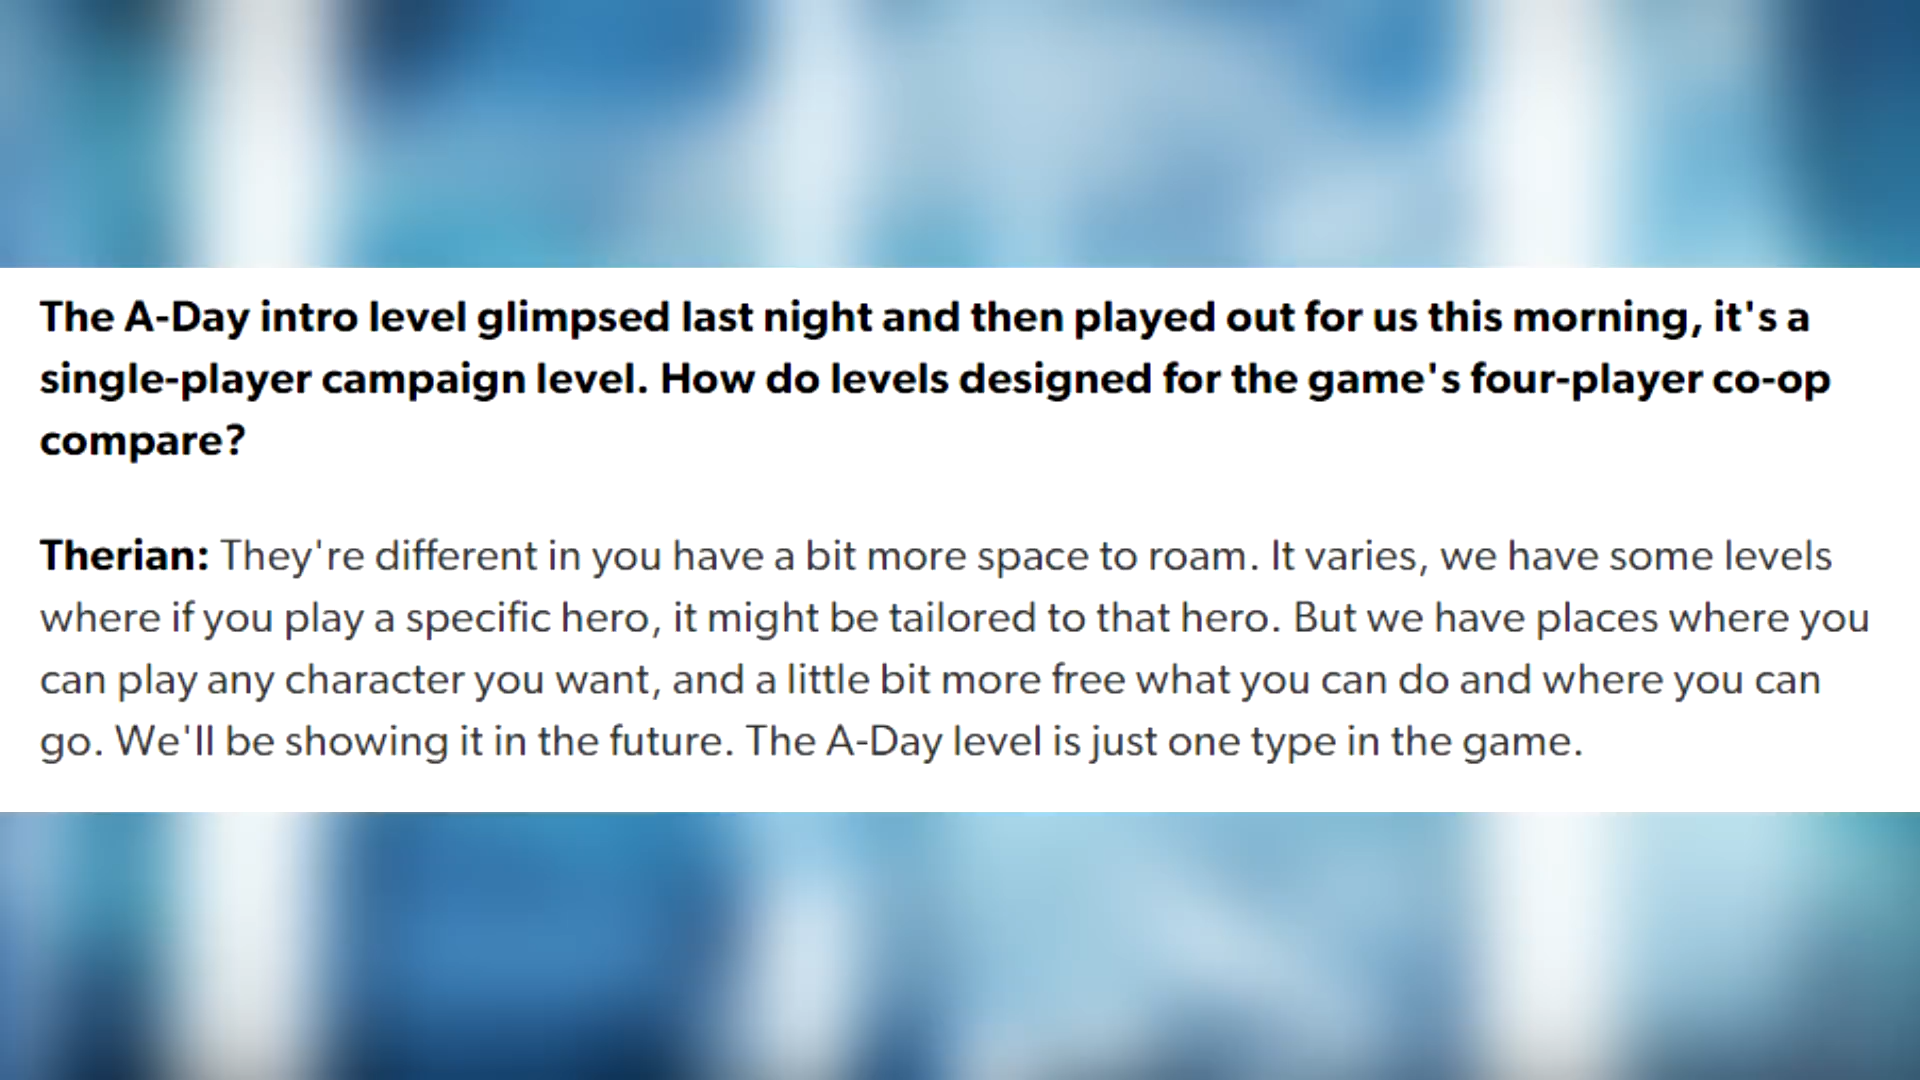 The A-Day intro level glimpsed last night and then played out for us this morning, it's a
single-player campaign level. How do levels designed for the game's four-player co-op
compare?
Therian: They're different in you have a bit more space to roam. It varies, we have some levels
where if you play a specific hero, it might be tailored to that hero. But we have places where you
can play any character you want, and a little bit more free what you can do and where you can
go. We'll be showing it in the future. The A-Day level is just one type in the game.